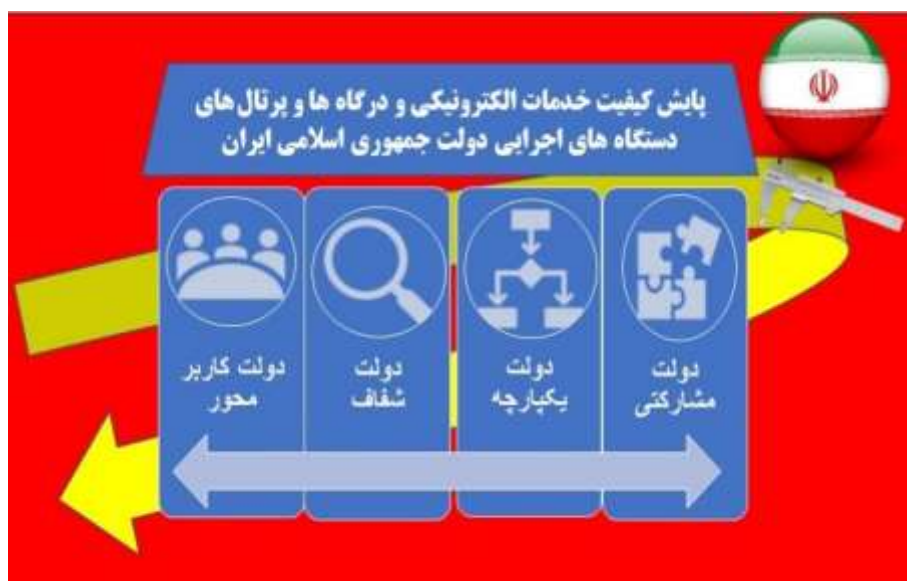 پایش کیفیت خدمات الکترونیکی و درگاه ها و پرتال های
دستگاه های اجرایی دولت جمهوری اسلامی ایران
دولت
مشارکتی
دولت
یکپارچه
دولت
شفاف
دولت کاربر
محور